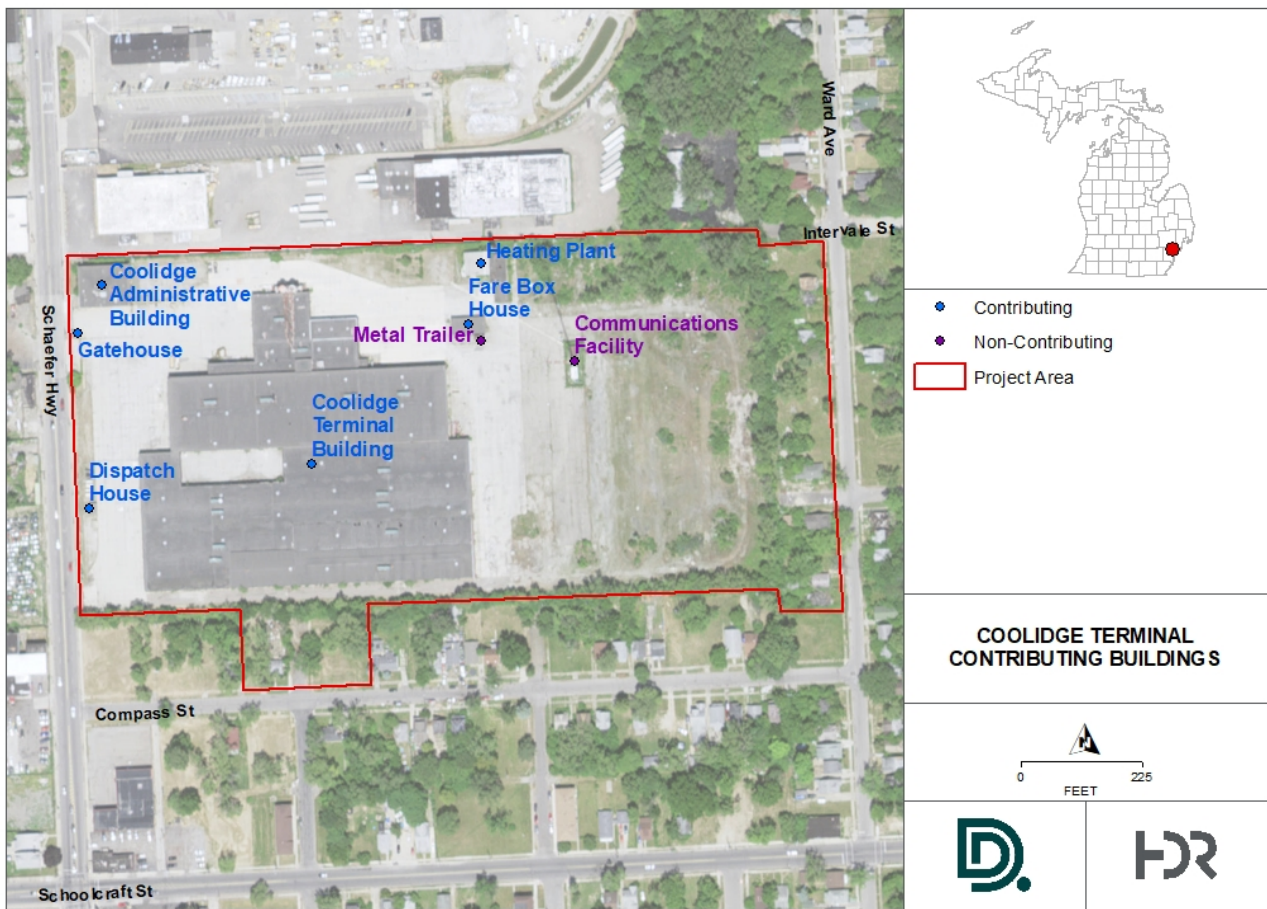 Ward Ave
Intervale St
Heating Plant
Coolidge
Administrative
Building
Fare Box
House
Schaefer Hwy
Gatehouse
Metal Trailer
Communications
Facility
Coolidge
Terminal
Building
Dispatch
House
Compass St
Schoolcraft St
Contributing
Non-Contributing
Project Area
COOLIDGE TERMINAL
CONTRIBUTING BUILDINGS
N
0 225
FEET
D.
HDR